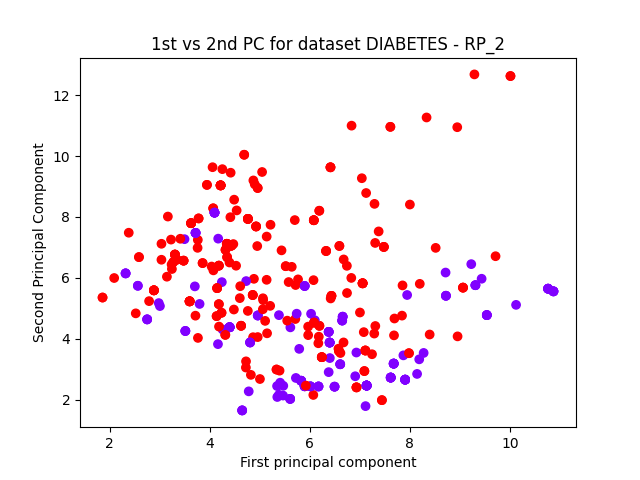 1st vs 2nd PC for dataset DIABETES - RP_2
12
10
8
6
4
2
Second Principal Component
2 4 6 8 10
First principal component